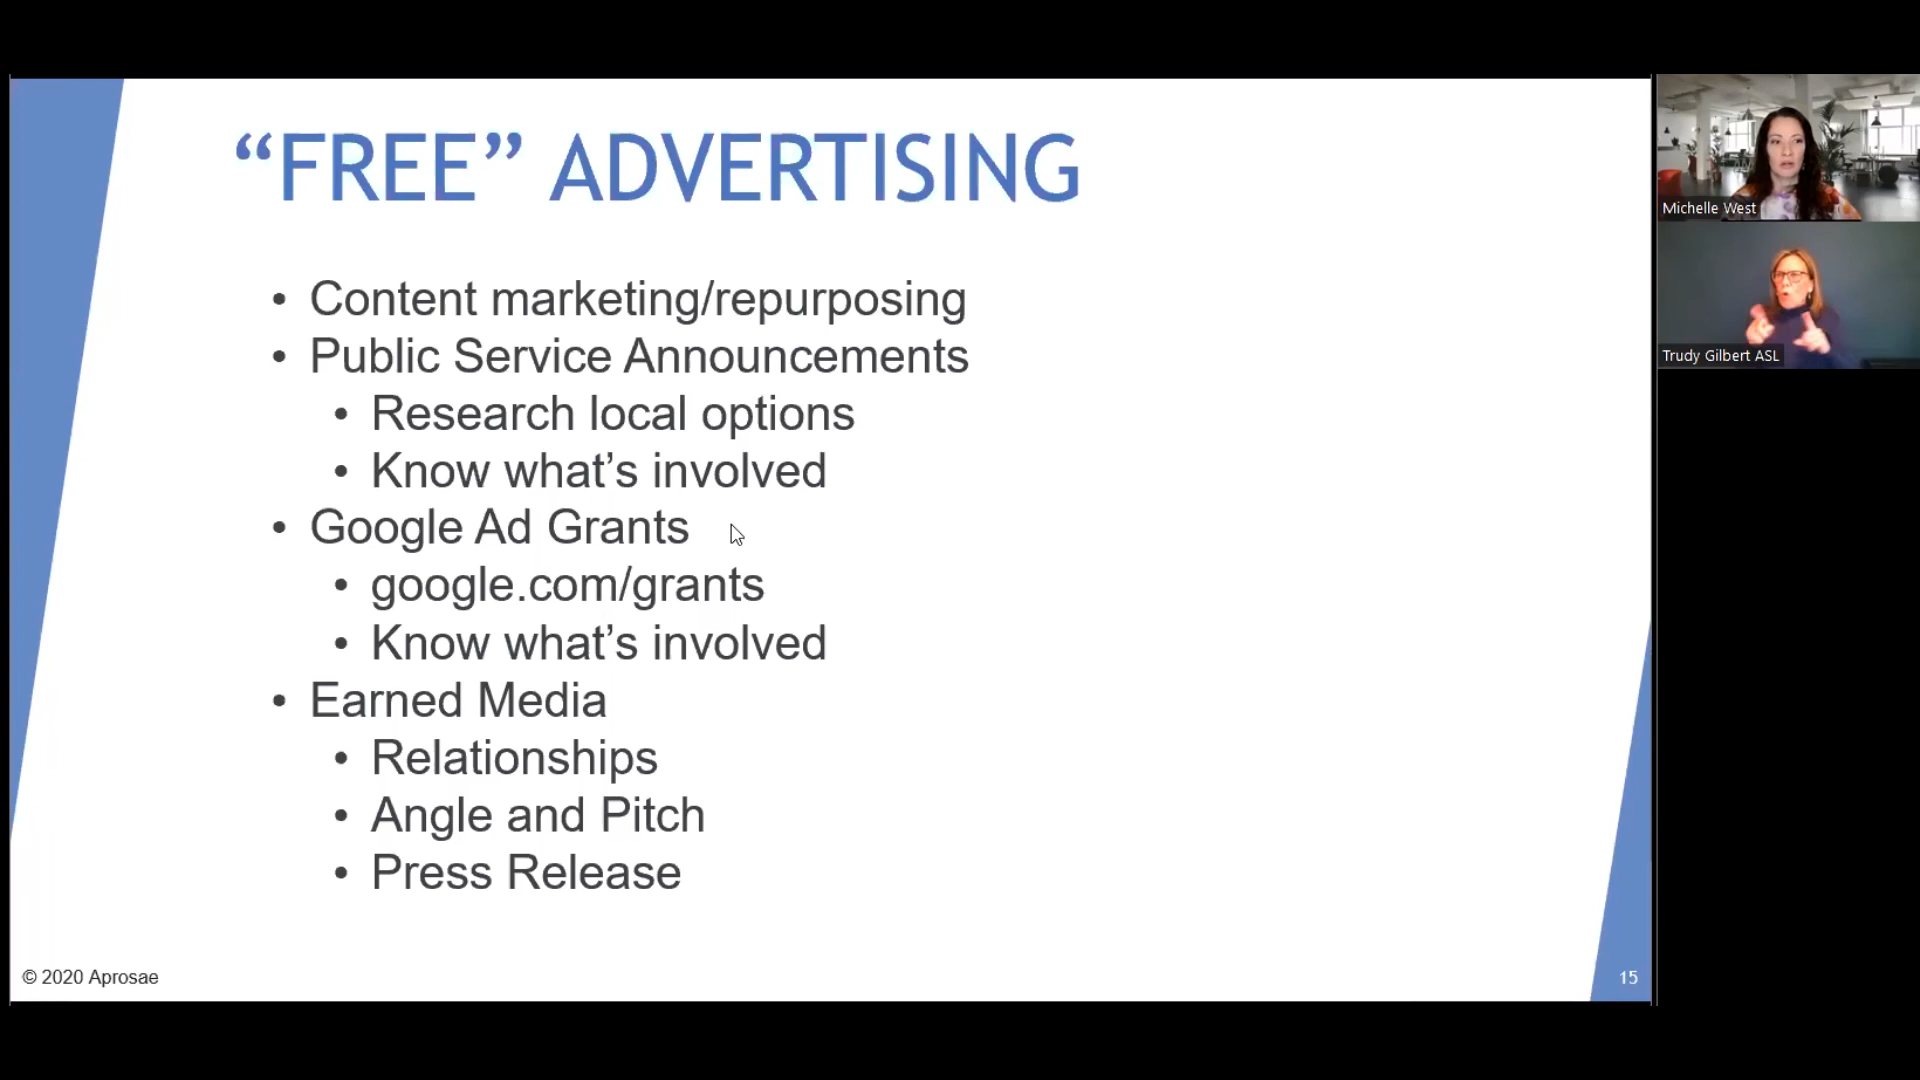 “FREE” ADVERTISING
• Content marketing/repurposing
• Public Service Announcements
• Research local options
• Know what’s involved
• Google Ad Grants
• google.com/grants
• Know what’s involved
• Earned Media
• Relationships
• Angle and Pitch
• Press Release
© 2020 Aprosae
15
Michelle West
Trudy Gilbert ASL